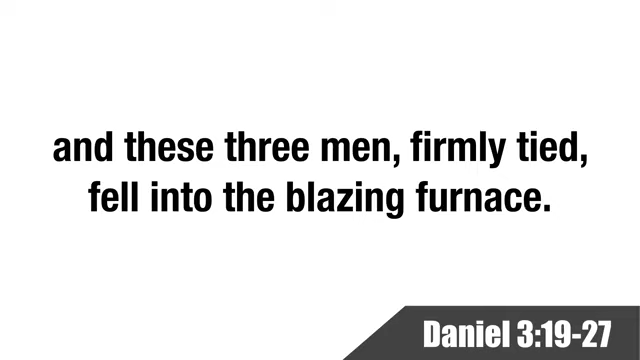 and these three men, firmly tied,
fell into the blazing furnace.
Daniel 3:19-27